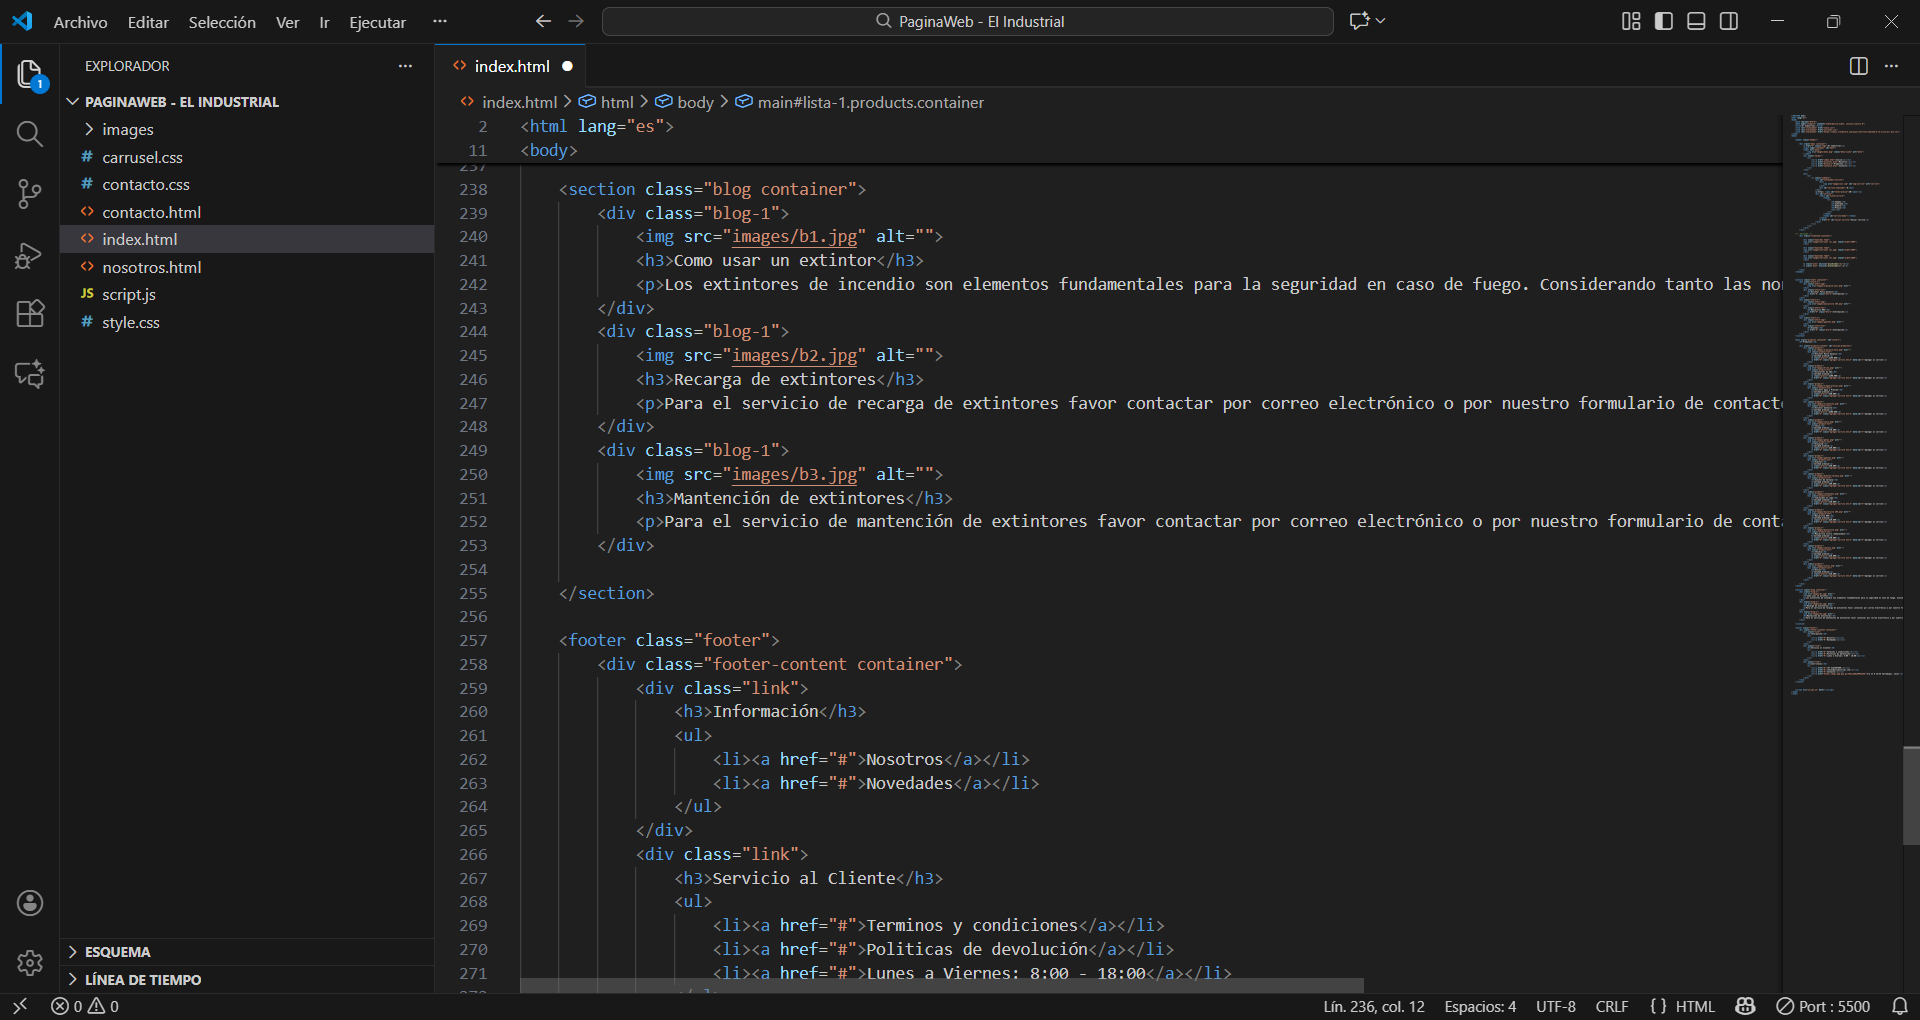 Archivo Editar Selección Ver Ir Ejecutar ··· PaginaWeb - El Industrial
EXPLORADOR ···
index.html
1
PAGINAWEB - EL INDUSTRIAL
images
# carrusel.css
# contacto.css
<> contacto.html
<> index.html
<> nosotros.html
JS script.js
# style.css
ESQUEMA
LÍNEA DE TIEMPO
<> index.html > html > body > main#lista-1.products.container
2 <html lang="es">
11 <body>
237
238 <section class="blog container">
239 <div class="blog-1">
240 <img src="images/b1.jpg" alt="">
241 <h3>Como usar un extintor</h3>
242 <p>Los extintores de incendio son elementos fundamentales para la seguridad en caso de fuego. Considerando tanto las no
243 </div>
244 <div class="blog-1">
245 <img src="images/b2.jpg" alt="">
246 <h3>Recarga de extintores</h3>
247 <p>Para el servicio de recarga de extintores favor contactar por correo electrónico o por nuestro formulario de contact
248 </div>
249 <div class="blog-1">
250 <img src="images/b3.jpg" alt="">
251 <h3>Mantención de extintores</h3>
252 <p>Para el servicio de mantención de extintores favor contactar por correo electrónico o por nuestro formulario de cont
253 </div>
254
255 </section>
256
257 <footer class="footer">
258 <div class="footer-content container">
259 <div class="link">
260 <h3>Información</h3>
261 <ul>
262 <li><a href="#">Nosotros</a></li>
263 <li><a href="#">Novedades</a></li>
264 </ul>
265 </div>
266 <div class="link">
267 <h3>Servicio al Cliente</h3>
268 <ul>
269 <li><a href="#">Terminos y condiciones</a></li>
270 <li><a href="#">Politicas de devolución</a></li>
271 <li><a href="#">Lunes a Viernes: 8:00 - 18:00</a></li>
0 0 Lín. 236, col. 12 Espacios: 4 UTF-8 CRLF {} HTML Port : 5500